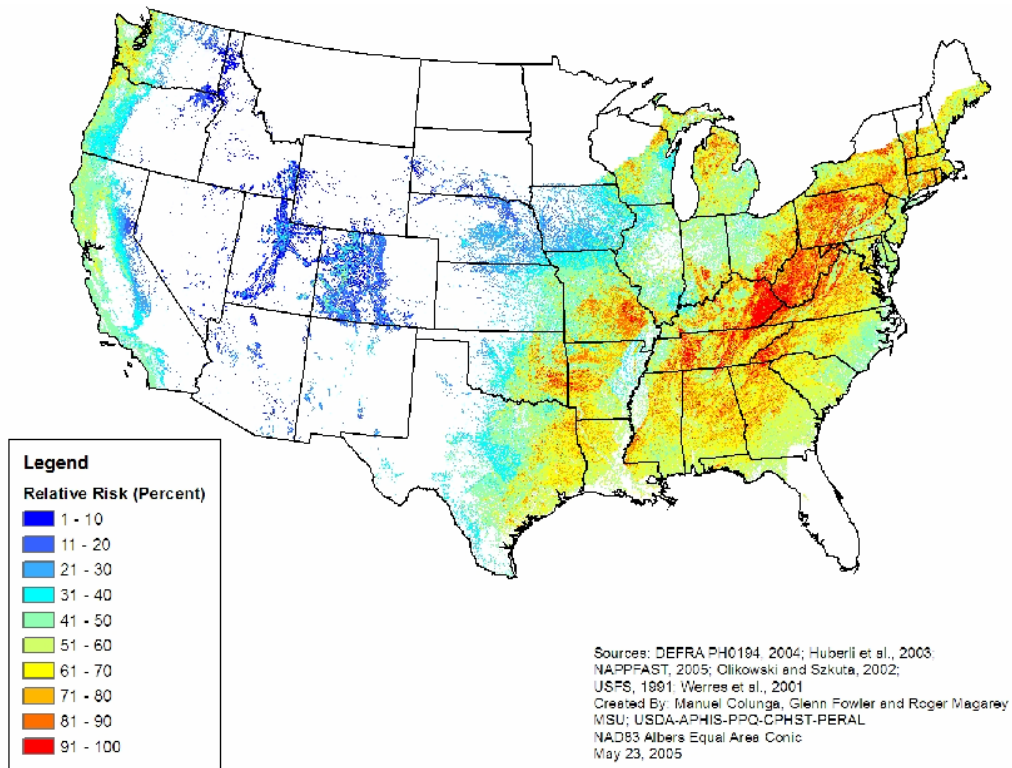 Legend
Relative Risk (Percent)
1 - 10
11 - 20
21 - 30
31 - 40
41 - 50
51 - 60
61 - 70
71 - 80
81 - 90
91 - 100
Sources: DEFRA PH0194, 2004; Huberli et al., 2003;
NAPPFAST, 2005; Olikowski and Szkuta, 2002;
USFS, 1991; Werres et al., 2001
Created By: Manuel Colunga, Glenn Fowler and Roger Magarey
MSU; USDA-APHIS-PPQ-CPHST-PERAL
NAD83 Albers Equal Area Conic
May 23, 2005